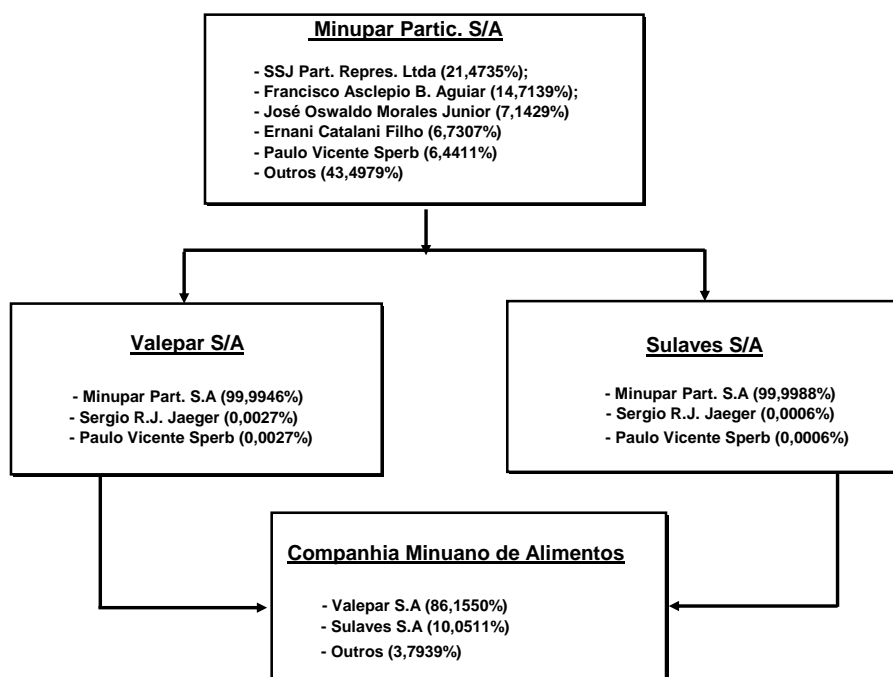 Minupar Partic. S/A
- SSJ Part. Repres. Ltda (21,4735%);
- Francisco Asclepio B. Aguiar (14,7139%);
- José Oswaldo Morales Junior (7,1429%)
- Ernani Catalani Filho (6,7307%)
- Paulo Vicente Sperb (6,4411%)
- Outros (43,4979%)
Valepar S/A
- Minupar Part. S.A (99,9946%)
- Sergio R.J. Jaeger (0,0027%)
- Paulo Vicente Sperb (0,0027%)
Sulaves S/A
- Minupar Part. S.A (99,9988%)
- Sergio R.J. Jaeger (0,0006%)
- Paulo Vicente Sperb (0,0006%)
Companhia Minuano de Alimentos
- Valepar S.A (86,1550%)
- Sulaves S.A (10,0511%)
- Outros (3,7939%)